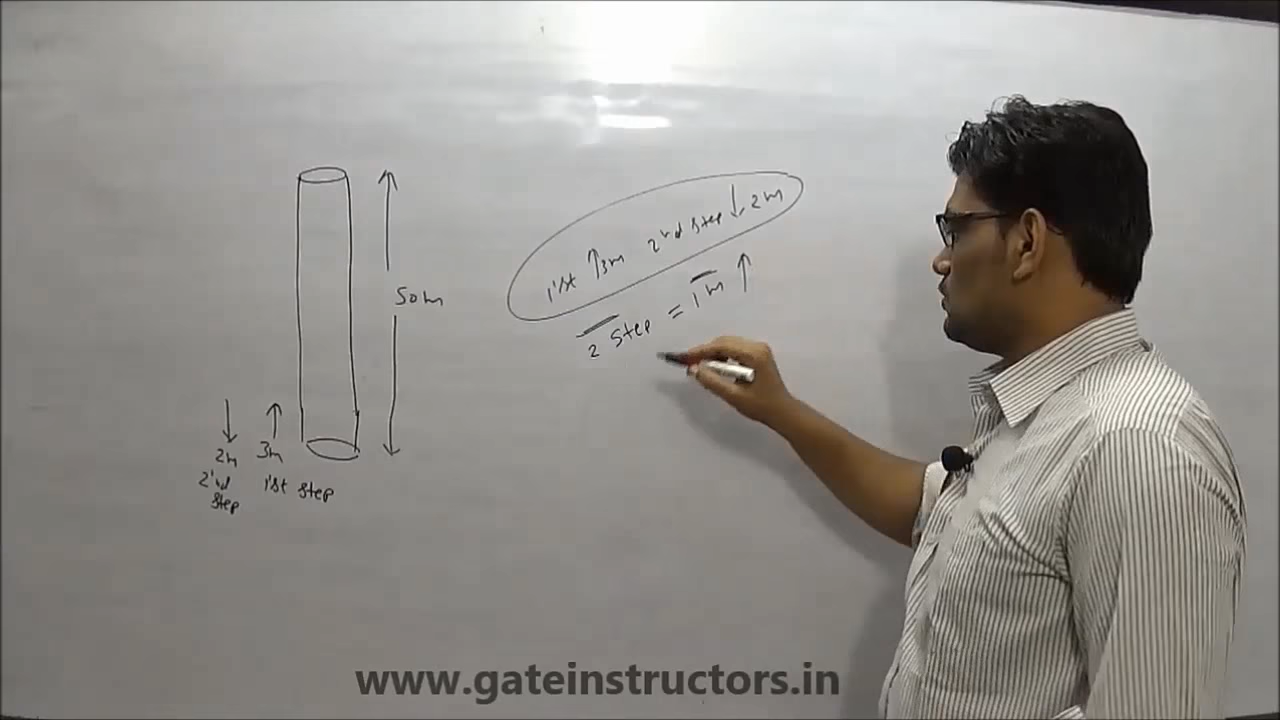 50m
2m
2'nd
step
3m
1'st step
1'st ↑3m 2'nd step ↓2m
2 step = 1m ↑
www.gateinstructors.in